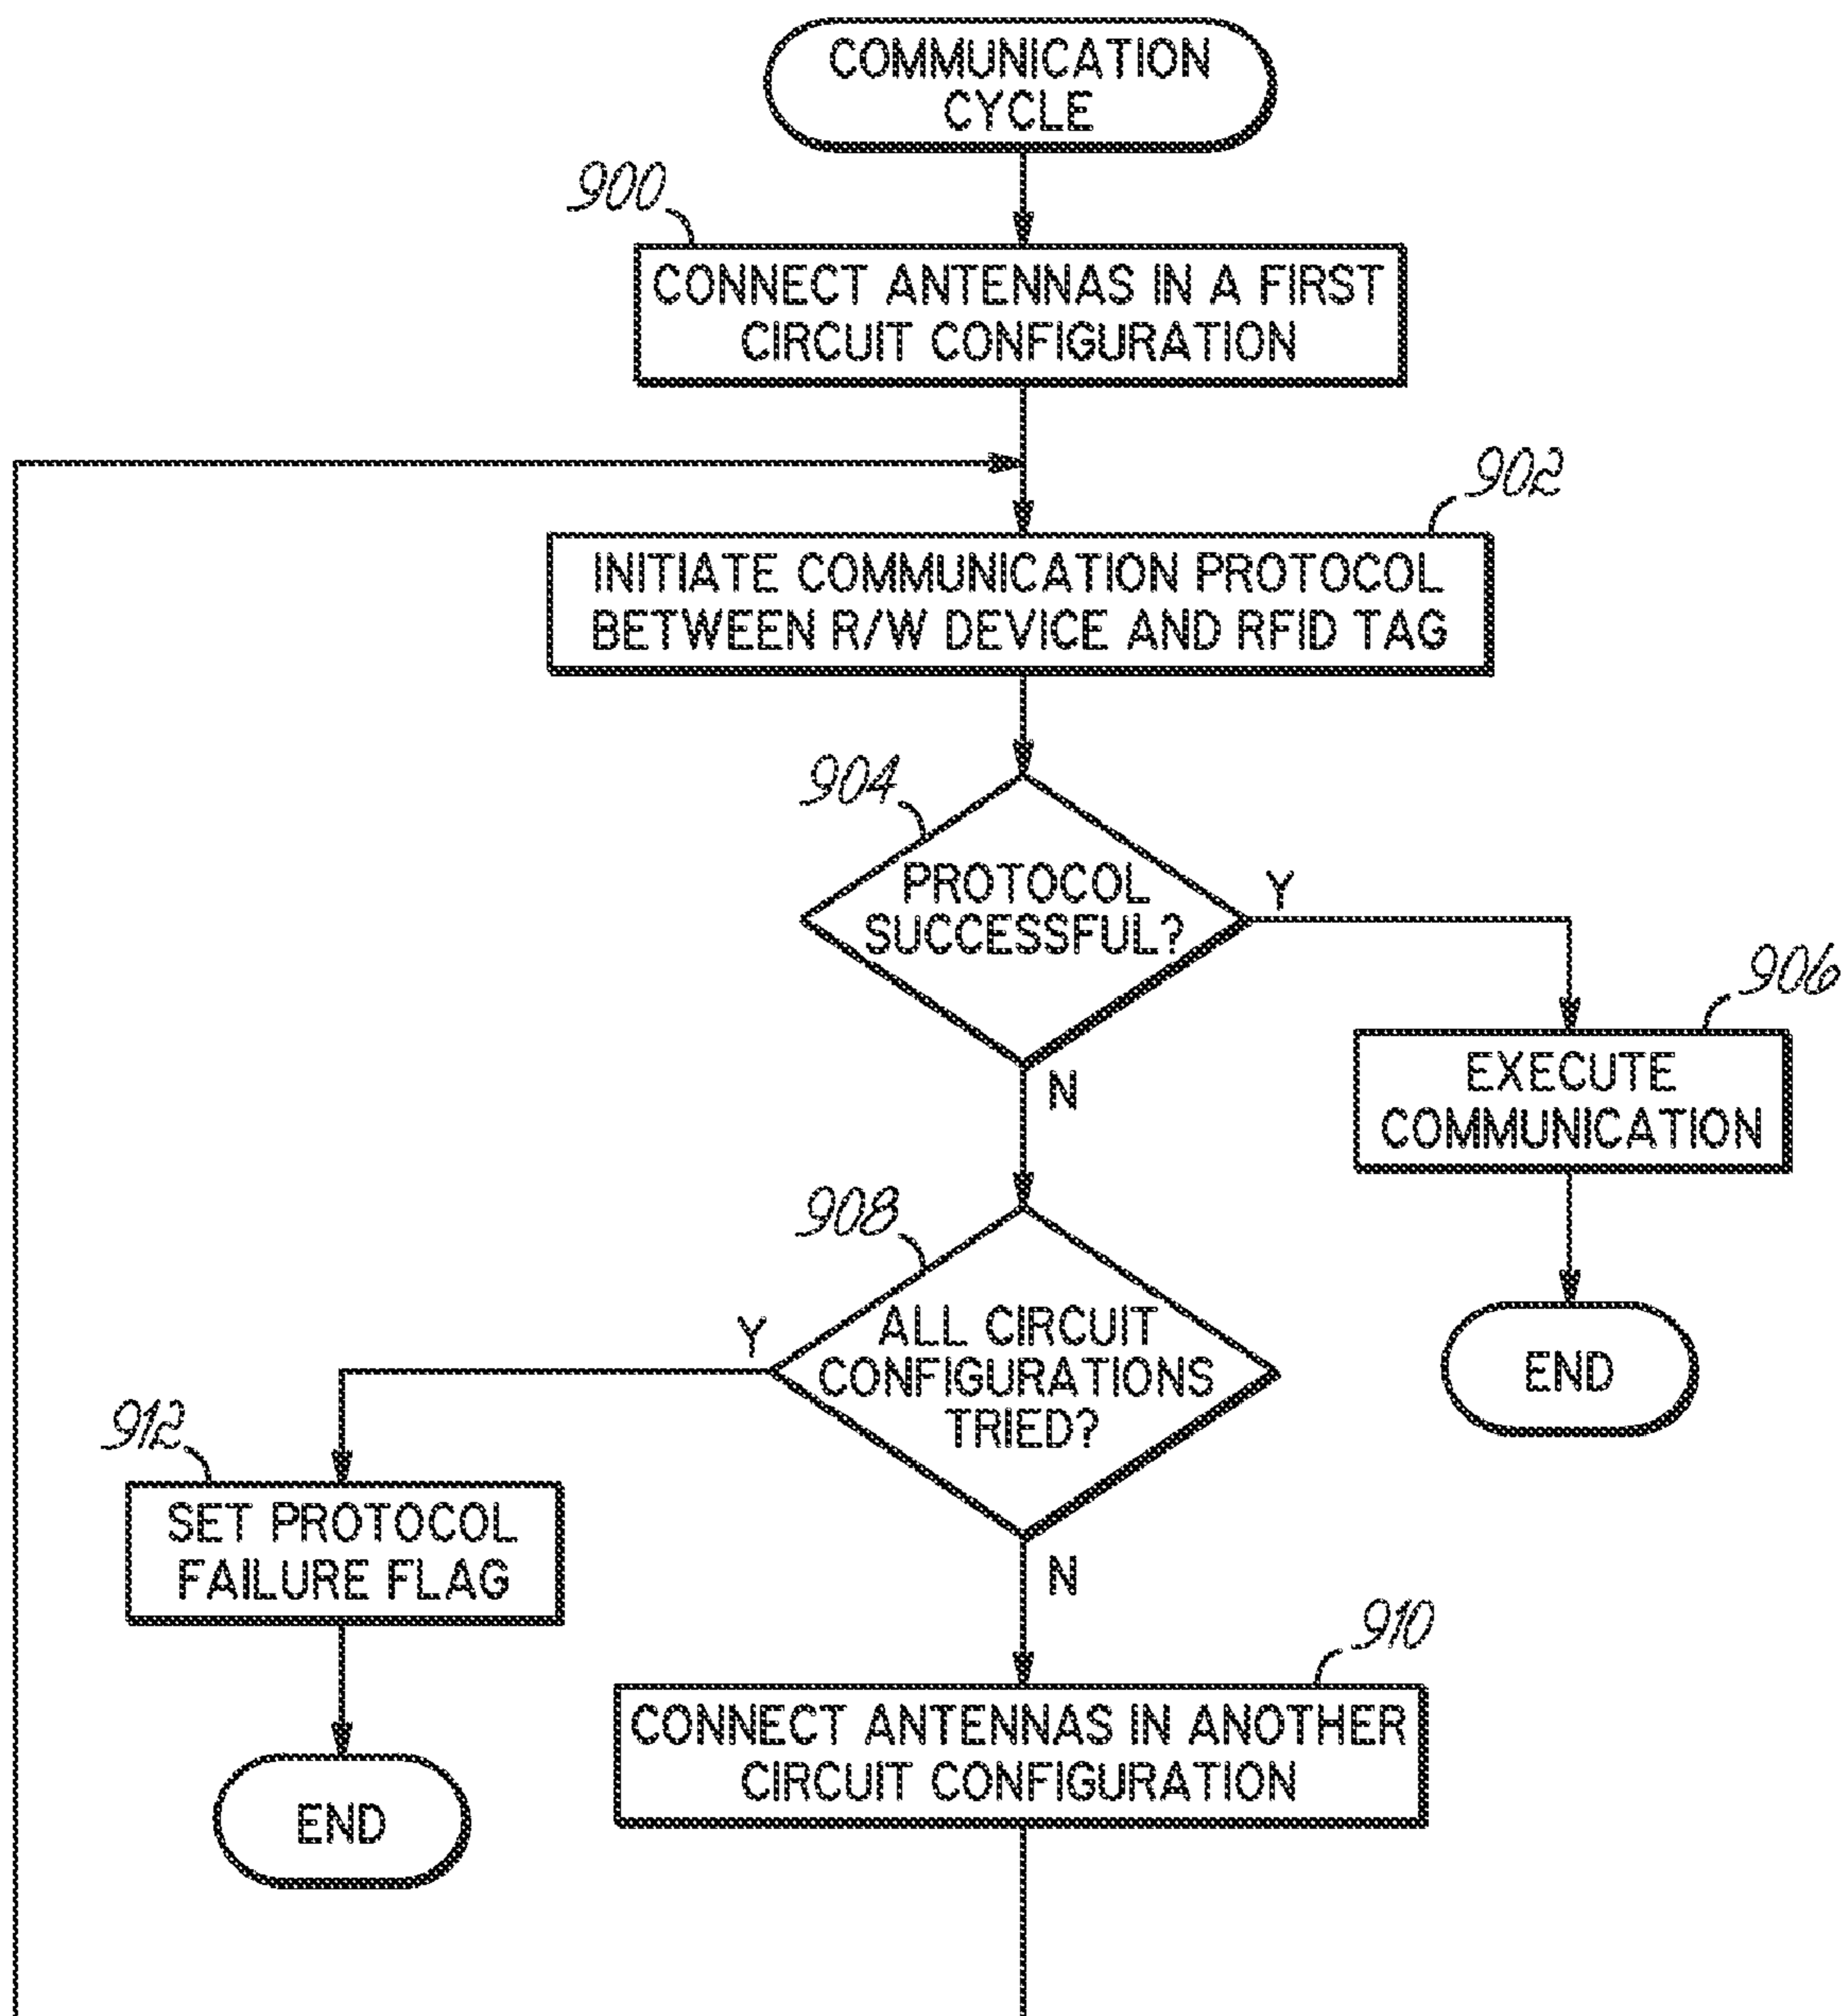 COMMUNICATION
CYCLE
900
CONNECT ANTENNAS IN A FIRST
CIRCUIT CONFIGURATION
902
INITIATE COMMUNICATION PROTOCOL
BETWEEN R/W DEVICE AND RFID TAG
904
PROTOCOL
SUCCESSFUL?
Y
906
EXECUTE
COMMUNICATION
N
END
908
ALL CIRCUIT
CONFIGURATIONS
TRIED?
Y
912
SET PROTOCOL
FAILURE FLAG
END
N
910
CONNECT ANTENNAS IN ANOTHER
CIRCUIT CONFIGURATION